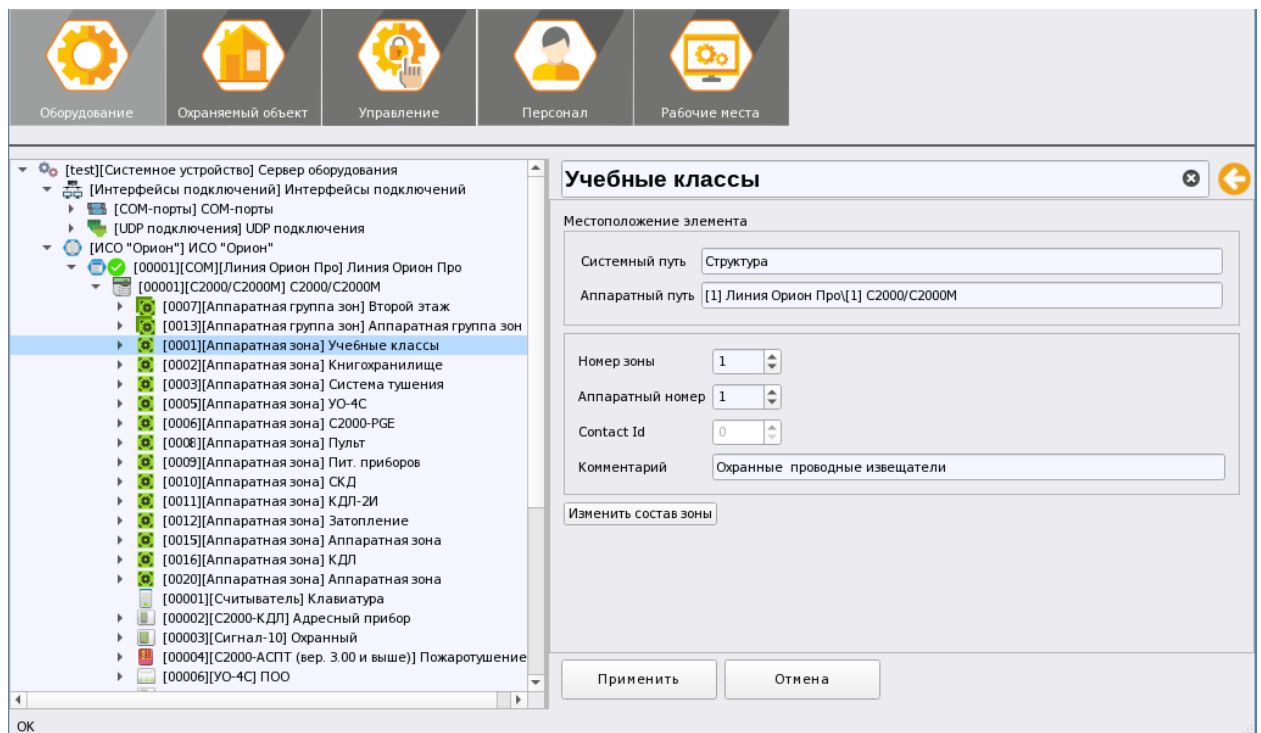 Оборудование
Охраняемый объект
Управление
Персонал
Рабочие места
[test][Системное устройство] Сервер оборудования
[Интерфейсы подключений] Интерфейсы подключений
[COM-порты] COM-порты
[UDP подключения] UDP подключения
[ИСО "Орион"] ИСО "Орион"
[00001][COM][Линия Орион Про] Линия Орион Про
[00001][С2000/С2000М] С2000/С2000М
[0007][Аппаратная группа зон] Второй этаж
[0013][Аппаратная группа зон] Аппаратная группа зон
[0001][Аппаратная зона] Учебные классы
[0002][Аппаратная зона] Книгохранилище
[0003][Аппаратная зона] Система тушения
[0005][Аппаратная зона] УО-4С
[0006][Аппаратная зона] С2000-PGE
[0008][Аппаратная зона] Пульт
[0009][Аппаратная зона] Пит. приборов
[0010][Аппаратная зона] СКД
[0011][Аппаратная зона] КДЛ-2И
[0012][Аппаратная зона] Затопление
[0015][Аппаратная зона] Аппаратная зона
[0016][Аппаратная зона] КДЛ
[0020][Аппаратная зона] Аппаратная зона
[00001][Считыватель] Клавиатура
[00002][С2000-КДЛ] Адресный прибор
[00003][Сигнал-10] Охранный
[00004][С2000-АСПТ (вер. 3.00 и выше)] Пожаротушение
[00006][УО-4С] ПОО
Учебные классы
Местоположение элемента
Системный путь Структура
Аппаратный путь [1] Линия Орион Про\[1] С2000/С2000М
Номер зоны 1
Аппаратный номер 1
Contact Id 0
Комментарий Охранные проводные извещатели
Изменить состав зоны
Применить Отмена
OK